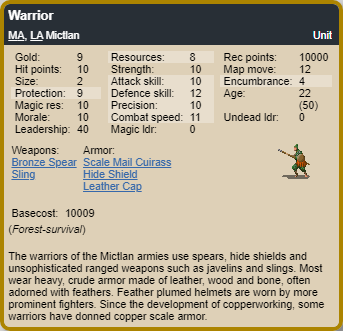 Warrior
MA, LA Mictlan Unit
Gold: 9 Resources: 8 Rec points: 10000
Hit points: 10 Strength: 10 Map move: 12
Size: 2 Attack skill: 10 Encumbrance: 4
Protection: 9 Defence skill: 12 Age: 22
Magic res: 10 Precision: 10 (50)
Morale: 10 Combat speed: 11 Undead ldr: 0
Leadership: 40 Magic ldr: 0
Weapons: Armor:
Bronze Spear Scale Mail Cuirass
Sling Hide Shield
Leather Cap
Basecost: 10009
(Forest-survival)
The warriors of the Mictlan armies use spears, hide shields and
unsophisticated ranged weapons such as javelins and slings. Most
wear heavy, crude armor made of leather, wood and bone, often
adorned with feathers. Feather plumed helmets are worn by more
prominent fighters. Since the development of copperworking, some
warriors have donned copper scale armor.